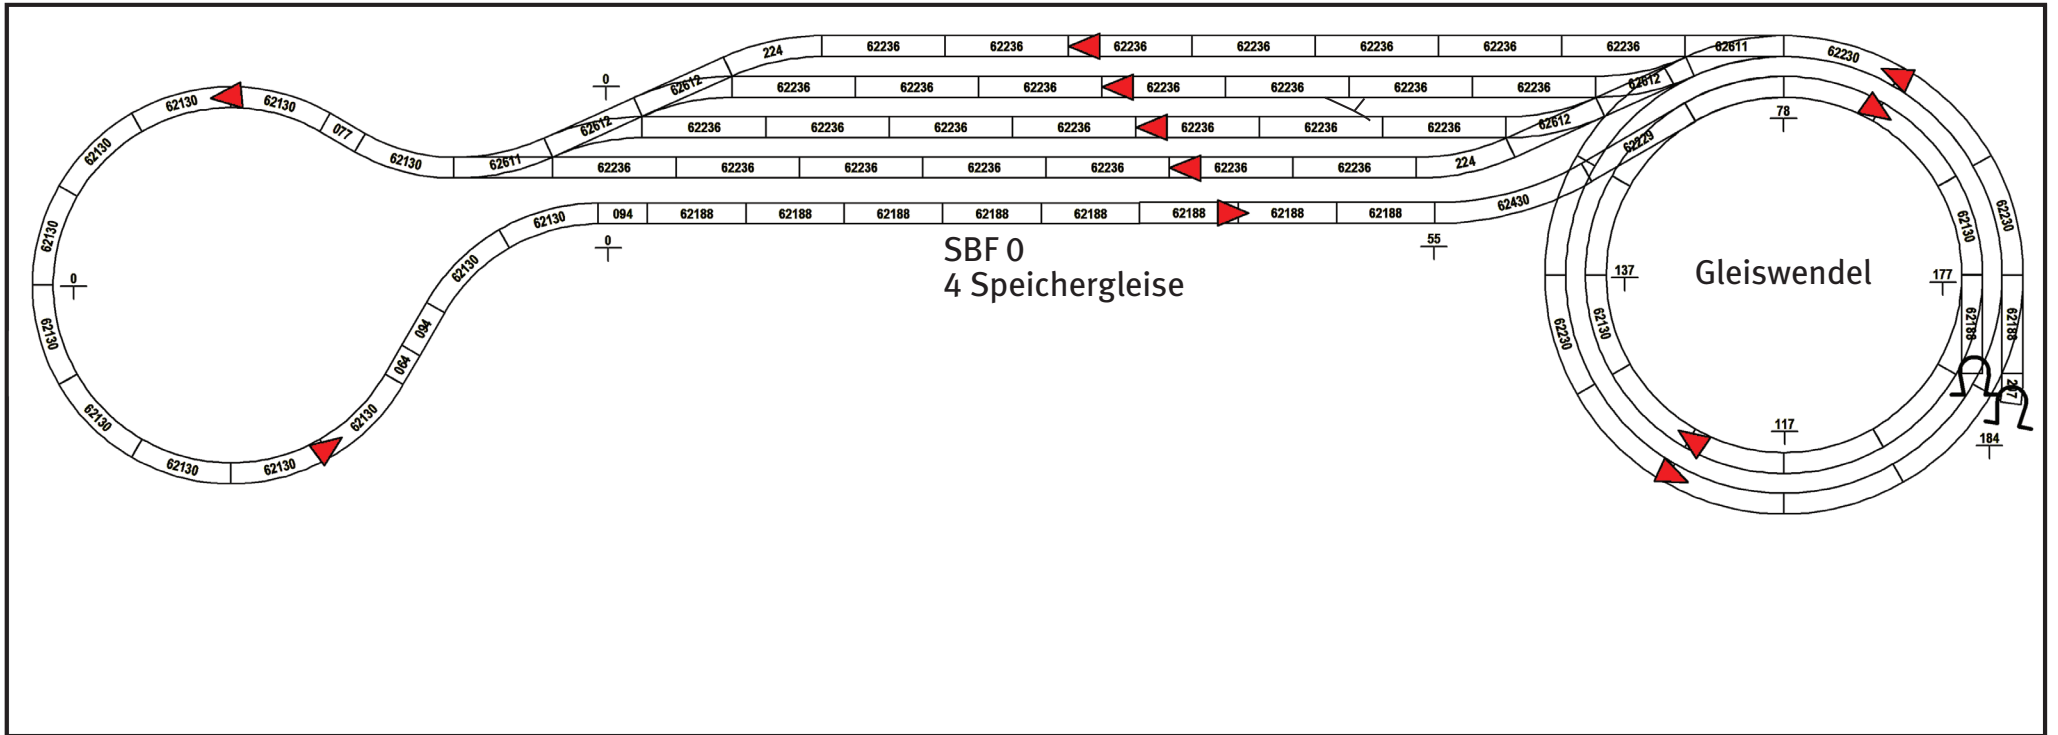 224 62236 62236 62236 62236 62236 62236 62236 62611 62230
0 62612 62236 62236 62236 62236 62236 62236 62236 62612
62130 62130 077 62612 62236 62236 62236 62236 62236 62236 62236 62612 78
62229
62130 62130 62611 62236 62236 62236 62236 62236 62236 62236 224
62130 62130 094 62188 62188 62188 62188 62188 62188 62188 62188 62430 62130 62230
0 SBF 0 55
62130
4 Speichergleise 137 Gleiswendel 177
0
62130 094 62230 62130 62188 62188
064
62130 62130
117 184
62130 62130